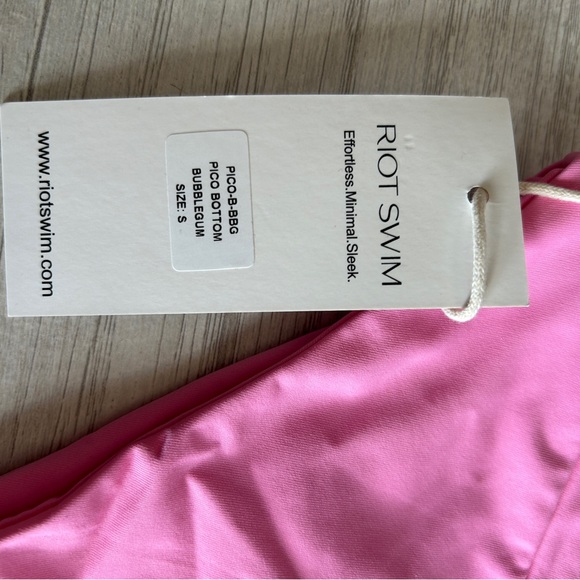 RIOT SWIM
Effortless.Minimal.Sleek.
PICO-B-BBG
PICO BOTTOM
BUBBLEGUM
SIZE: S
www.riotswim.com